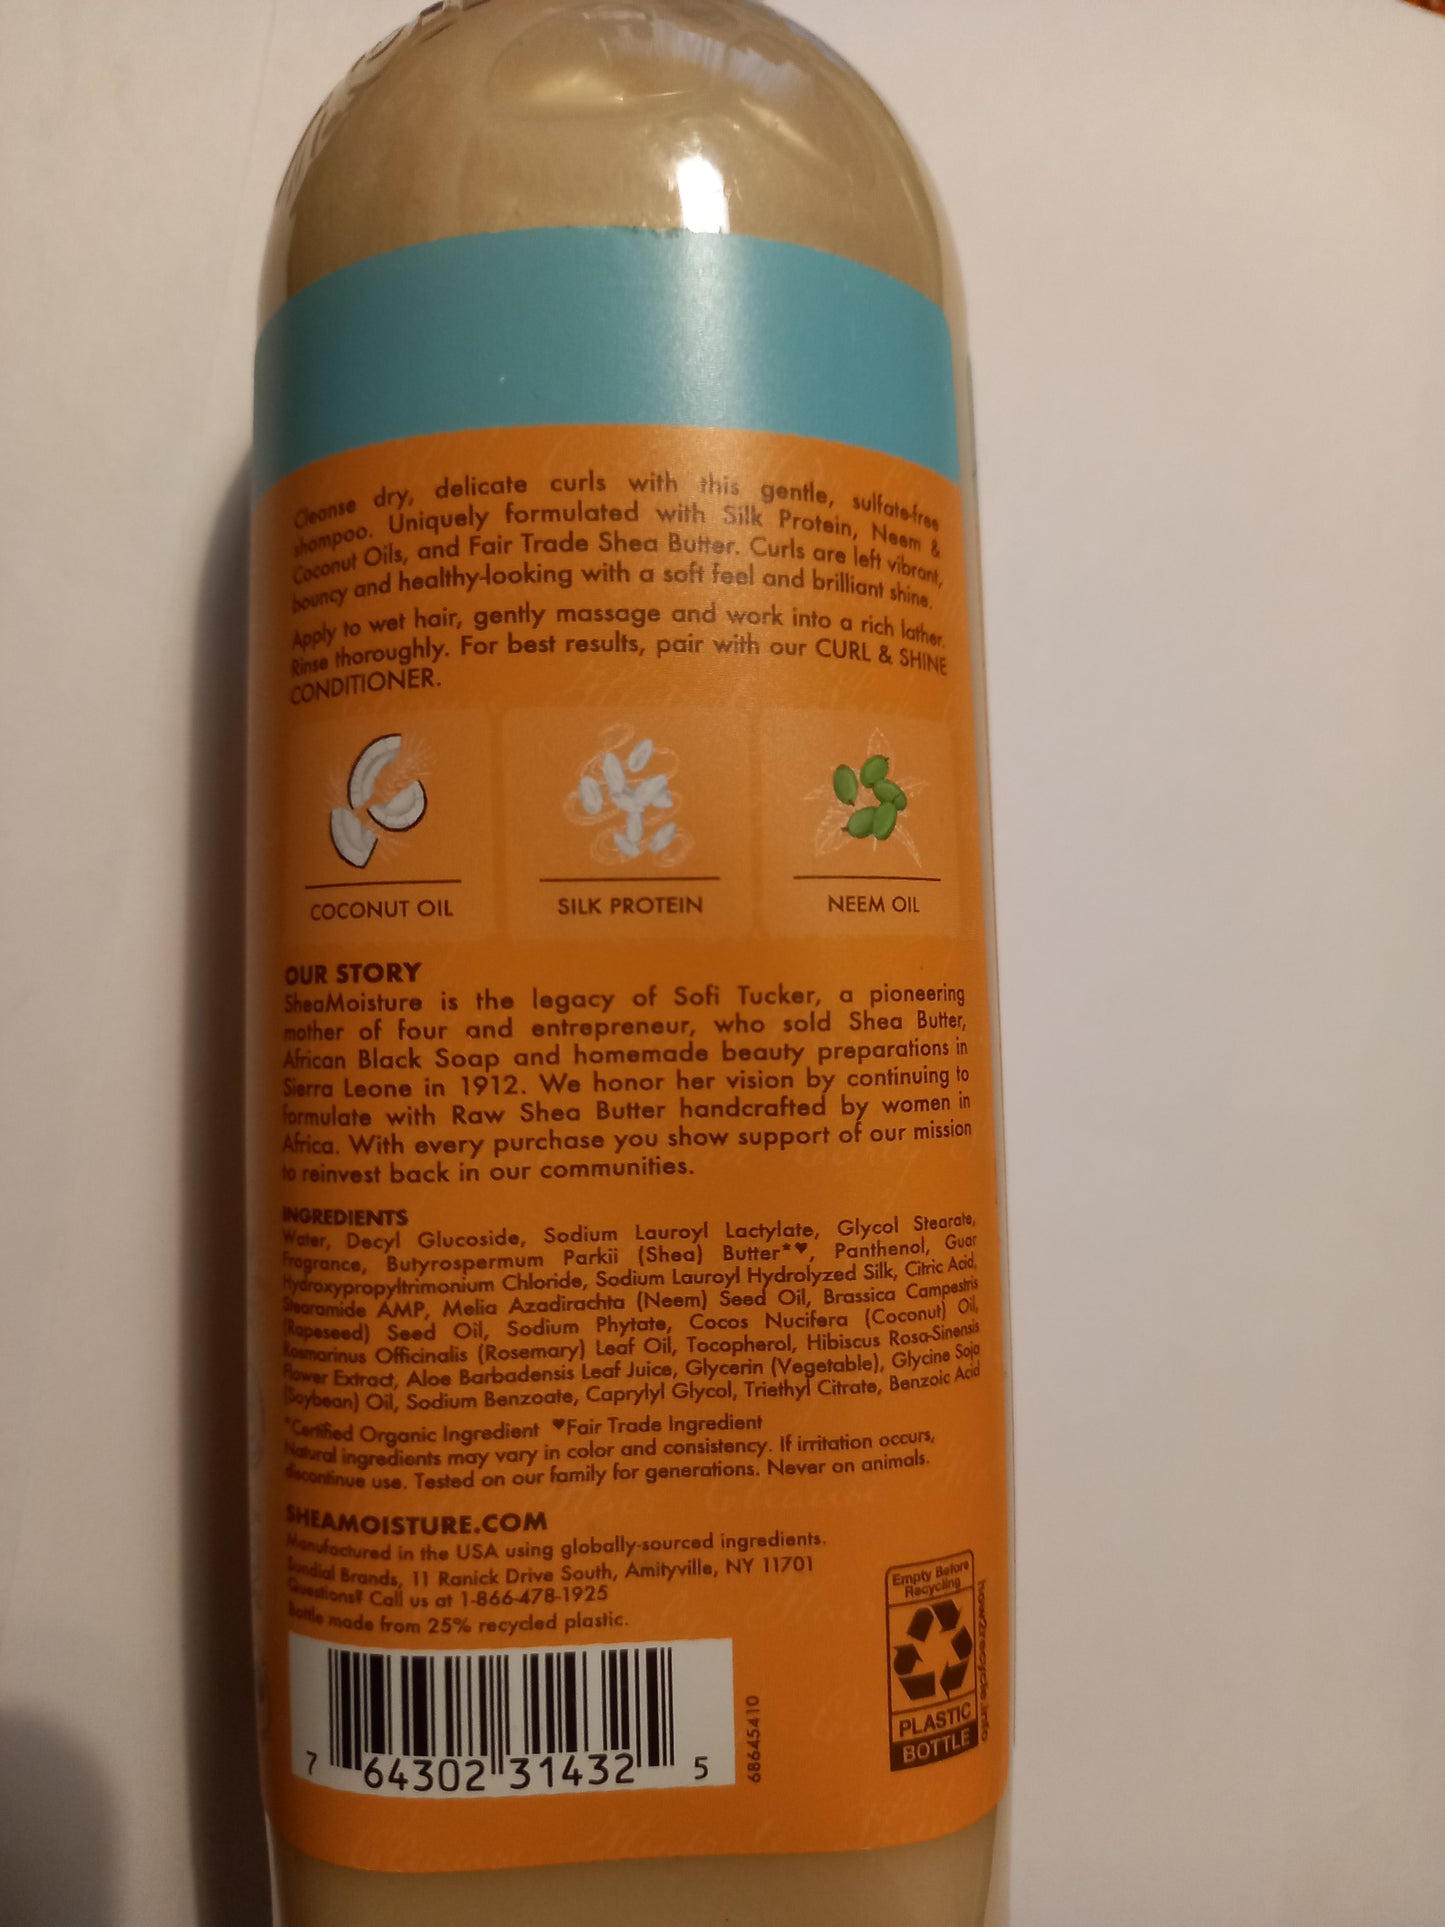 Cleanse dry, delicate curls with this gentle, sulfate-free
shampoo. Uniquely formulated with Silk Protein, Neem &
Coconut Oils, and Fair Trade Shea Butter. Curls are left vibrant,
bouncy and healthy-looking with a soft feel and brilliant shine.
Apply to wet hair, gently massage and work into a rich lather.
Rinse thoroughly. For best results, pair with our CURL & SHINE
CONDITIONER.
COCONUT OIL
SILK PROTEIN
NEEM OIL
OUR STORY
SheaMoisture is the legacy of Sofi Tucker, a pioneering
mother of four and entrepreneur, who sold Shea Butter,
African Black Soap and homemade beauty preparations in
Sierra Leone in 1912. We honor her vision by continuing to
formulate with Raw Shea Butter handcrafted by women in
Africa. With every purchase you show support of our mission
to reinvest back in our communities.
INGREDIENTS
Water, Decyl Glucoside, Sodium Lauroyl Lactylate, Glycol Stearate,
Fragrance, Butyrospermum Parkii (Shea) Butter*♥, Panthenol, Guar
Hydroxypropyltrimonium Chloride, Sodium Lauroyl Hydrolyzed Silk, Citric Acid,
Stearamide AMP, Melia Azadirachta (Neem) Seed Oil, Brassica Campestris
(Rapeseed) Seed Oil, Sodium Phytate, Cocos Nucifera (Coconut) Oil,
Rosmarinus Officinalis (Rosemary) Leaf Oil, Tocopherol, Hibiscus Rosa-Sinensis
Flower Extract, Aloe Barbadensis Leaf Juice, Glycerin (Vegetable), Glycine Soja
(Soybean) Oil, Sodium Benzoate, Caprylyl Glycol, Triethyl Citrate, Benzoic Acid
*Certified Organic Ingredient ♥Fair Trade Ingredient
Natural ingredients may vary in color and consistency. If irritation occurs,
discontinue use. Tested on our family for generations. Never on animals.
SHEAMOISTURE.COM
Manufactured in the USA using globally-sourced ingredients.
Sundial Brands, 11 Ranick Drive South, Amityville, NY 11701
Questions? Call us at 1-866-478-1925
Bottle made from 25% recycled plastic.
7 64302 31432 5
68645410
Empty Before
Recycling
PLASTIC
BOTTLE
how2recycle.info